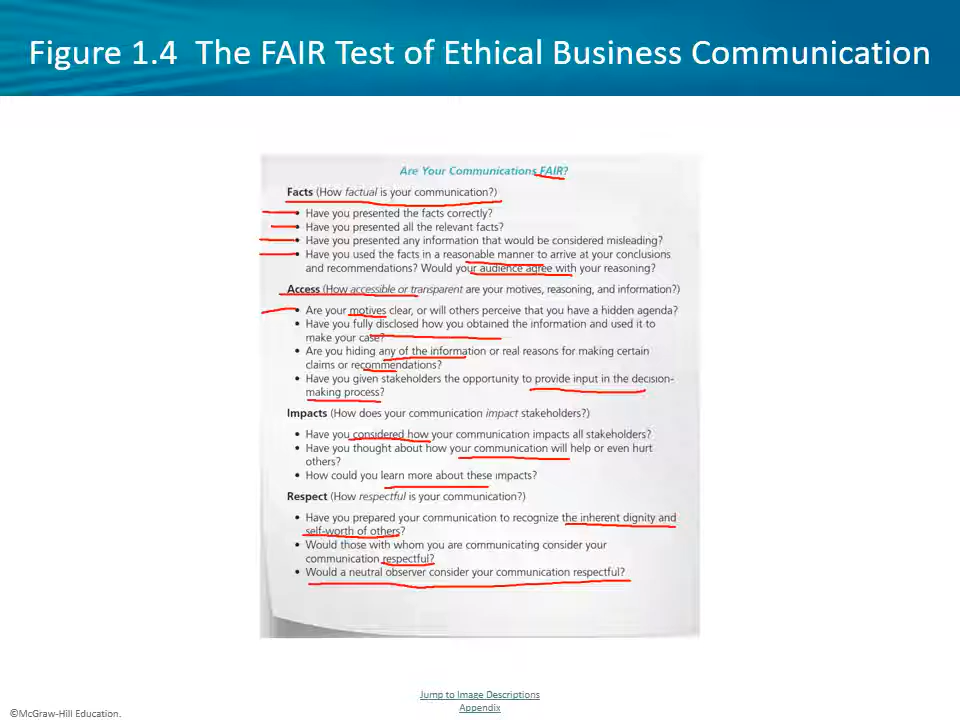 Figure 1.4 The FAIR Test of Ethical Business Communication
Are Your Communications FAIR?
Facts (How factual is your communication?)
• Have you presented the facts correctly?
• Have you presented all the relevant facts?
• Have you presented any information that would be considered misleading?
• Have you used the facts in a reasonable manner to arrive at your conclusions
and recommendations? Would your audience agree with your reasoning?
Access (How accessible or transparent are your motives, reasoning, and information?)
• Are your motives clear, or will others perceive that you have a hidden agenda?
• Have you fully disclosed how you obtained the information and used it to
make your case?
• Are you hiding any of the information or real reasons for making certain
claims or recommendations?
• Have you given stakeholders the opportunity to provide input in the decision-
making process?
Impacts (How does your communication impact stakeholders?)
• Have you considered how your communication impacts all stakeholders?
• Have you thought about how your communication will help or even hurt
others?
• How could you learn more about these impacts?
Respect (How respectful is your communication?)
• Have you prepared your communication to recognize the inherent dignity and
self-worth of others?
• Would those with whom you are communicating consider your
communication respectful?
• Would a neutral observer consider your communication respectful?
Jump to Image Descriptions
Appendix
©McGraw-Hill Education.